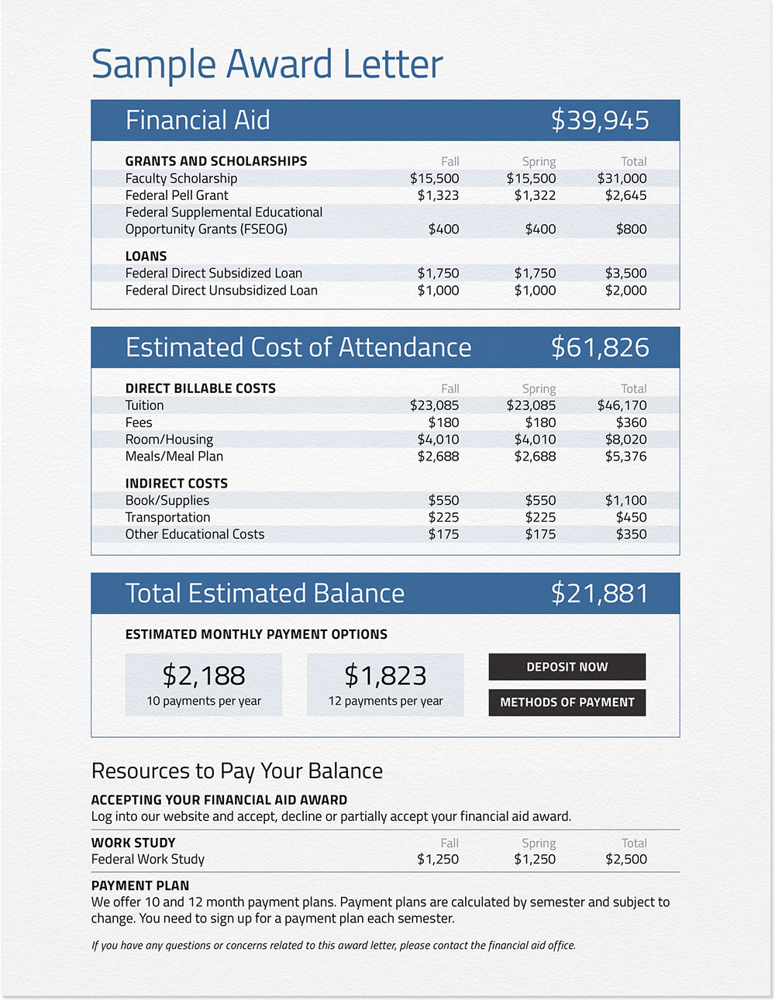 Sample Award Letter
Financial Aid $39,945
GRANTS AND SCHOLARSHIPS Fall Spring Total
Faculty Scholarship $15,500 $15,500 $31,000
Federal Pell Grant $1,323 $1,322 $2,645
Federal Supplemental Educational
Opportunity Grants (FSEOG) $400 $400 $800
LOANS
Federal Direct Subsidized Loan $1,750 $1,750 $3,500
Federal Direct Unsubsidized Loan $1,000 $1,000 $2,000
Estimated Cost of Attendance $61,826
DIRECT BILLABLE COSTS Fall Spring Total
Tuition $23,085 $23,085 $46,170
Fees $180 $180 $360
Room/Housing $4,010 $4,010 $8,020
Meals/Meal Plan $2,688 $2,688 $5,376
INDIRECT COSTS
Book/Supplies $550 $550 $1,100
Transportation $225 $225 $450
Other Educational Costs $175 $175 $350
Total Estimated Balance $21,881
ESTIMATED MONTHLY PAYMENT OPTIONS
$2,188 $1,823 DEPOSIT NOW
10 payments per year 12 payments per year METHODS OF PAYMENT
Resources to Pay Your Balance
ACCEPTING YOUR FINANCIAL AID AWARD
Log into our website and accept, decline or partially accept your financial aid award.
WORK STUDY Fall Spring Total
Federal Work Study $1,250 $1,250 $2,500
PAYMENT PLAN
We offer 10 and 12 month payment plans. Payment plans are calculated by semester and subject to
change. You need to sign up for a payment plan each semester.
If you have any questions or concerns related to this award letter, please contact the financial aid office.